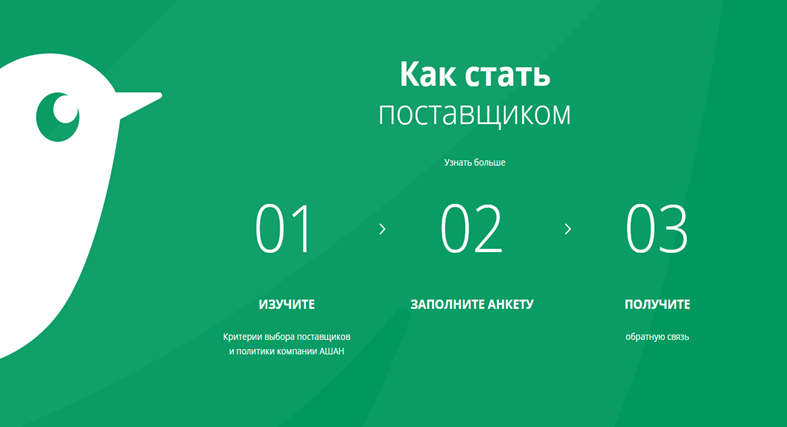 Как стать
поставщиком
Узнать больше
01 > 02 > 03
ИЗУЧИТЕ
Критерии выбора поставщиков
и политики компании АШАН
ЗАПОЛНИТЕ АНКЕТУ
ПОЛУЧИТЕ
обратную связь